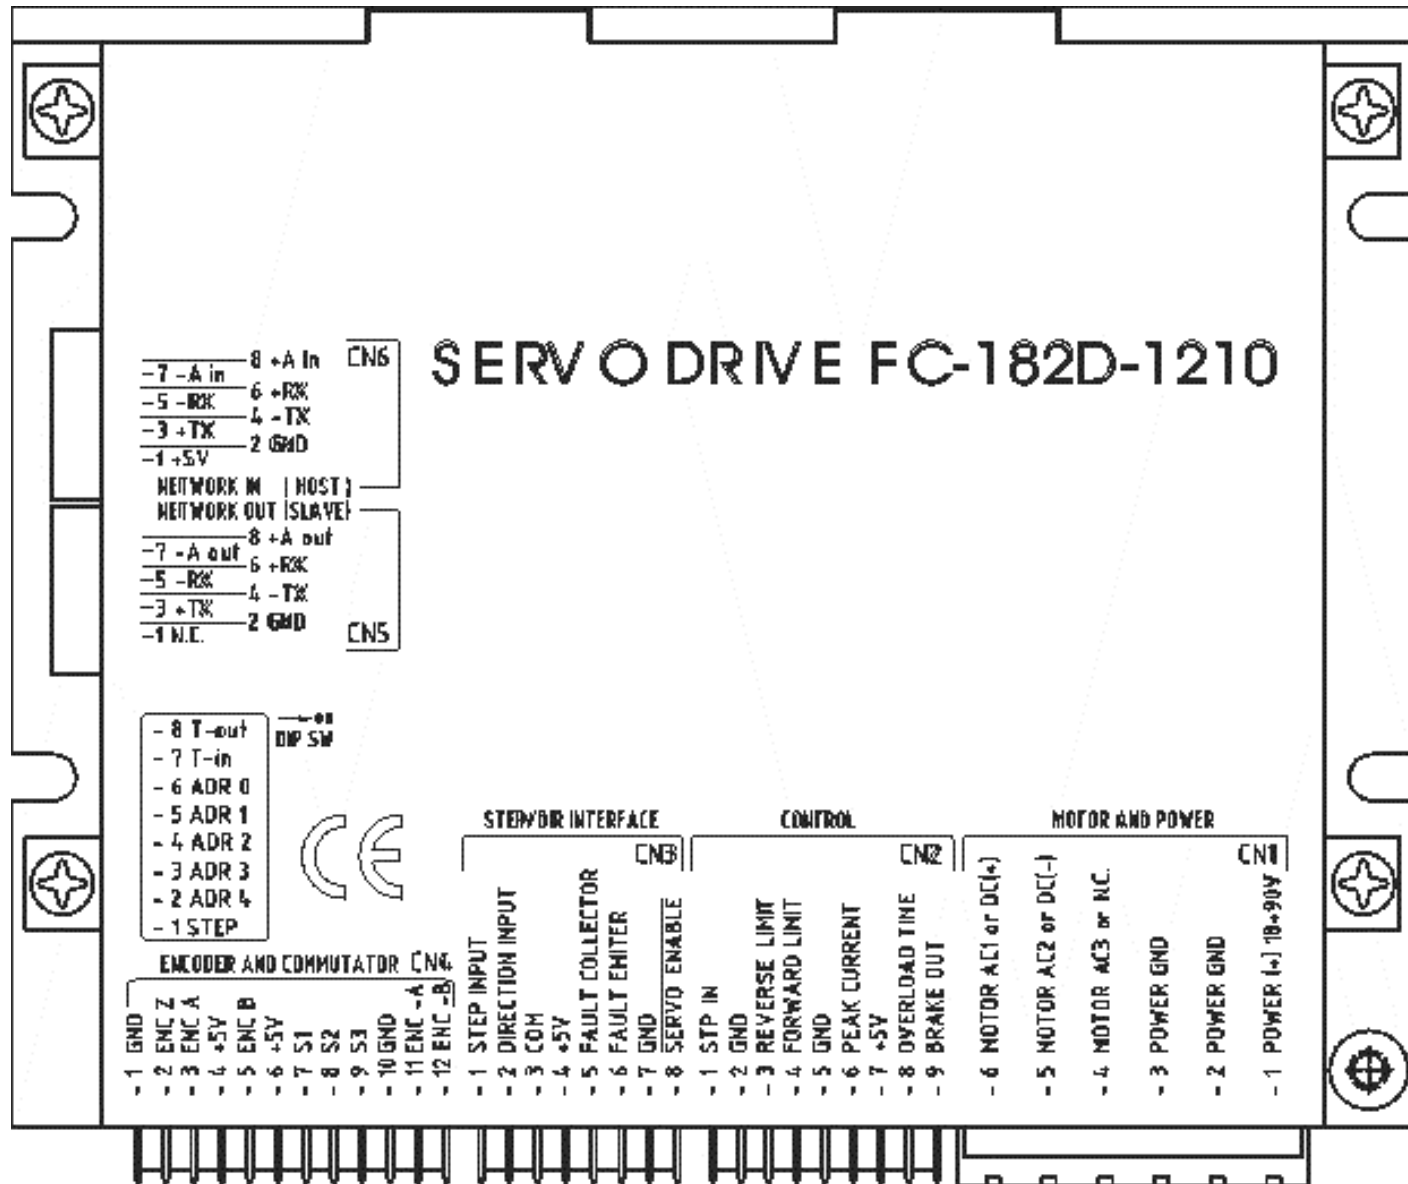 SERVO DRIVE FC-182D-1210
CN6
8 +A in
-7 -A in
6 +RX
-5 -RX
4 -TX
-3 +TX
2 GND
-1 +5V
NETWORK IN (HOST)
NETWORK OUT (SLAVE)
8 +A out
-7 -A out
6 +RX
-5 -RX
4 -TX
-3 +TX
2 GND
-1 N.C.
CN5
on
DIP SW
- 8 T-out
- 7 T-in
- 6 ADR 0
- 5 ADR 1
- 4 ADR 2
- 3 ADR 3
- 2 ADR 4
- 1 STEP
CE
ENCODER AND COMMUTATOR CN4
- 1 GND
- 2 ENC Z
- 3 ENC A
- 4 +5V
- 5 ENC B
- 6 +5V
- 7 S1
- 8 S2
- 9 S3
- 10 GND
- 11 ENC -A
- 12 ENC -B
STEP/DIR INTERFACE
CN3
- 1 STEP INPUT
- 2 DIRECTION INPUT
- 3 COM
- 4 +5V
- 5 FAULT COLLECTOR
- 6 FAULT EMITER
- 7 GND
- 8 SERVO ENABLE
CONTROL
CN2
- 1 STP IN
- 2 GND
- 3 REVERSE LIMIT
- 4 FORWARD LIMIT
- 5 GND
- 6 PEAK CURRENT
- 7 +5V
- 8 OVERLOAD TINE
- 9 BRAKE OUT
MOTOR AND POWER
CN1
- 6 MOTOR AC1 or DC(+)
- 5 MOTOR AC2 or DC(-)
- 4 MOTOR AC3 or N.C.
- 3 POWER GND
- 2 POWER GND
- 1 POWER (+) 18+90V